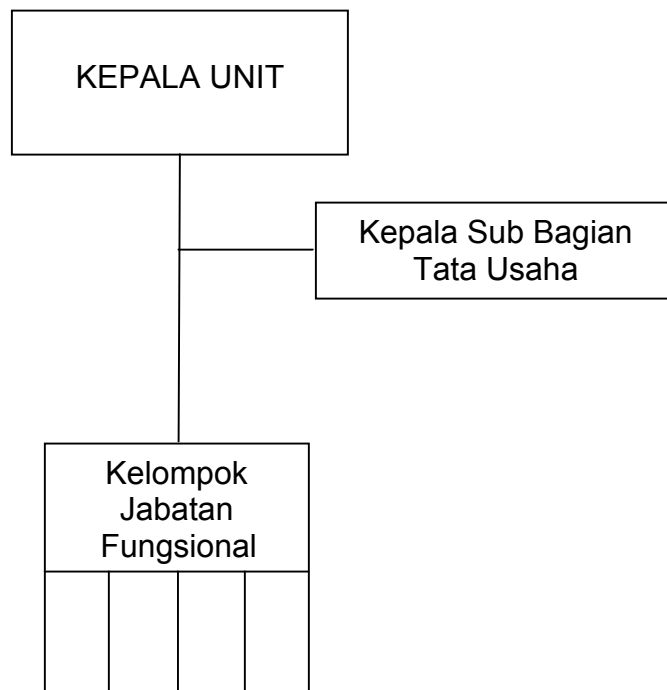 KEPALA UNIT
Kepala Sub Bagian
Tata Usaha
Kelompok
Jabatan
Fungsional